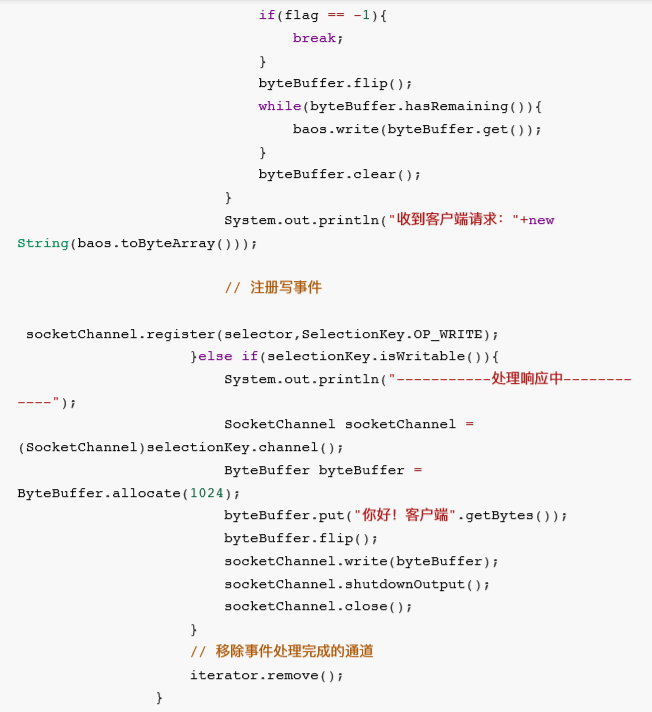 if(flag == -1){
                                break;
                            }
                            byteBuffer.flip();
                            while(byteBuffer.hasRemaining()){
                                baos.write(byteBuffer.get());
                            }
                            byteBuffer.clear();
                        }
                        System.out.println("收到客户端请求："+new
String(baos.toByteArray()));
                        // 注册写事件
 socketChannel.register(selector,SelectionKey.OP_WRITE);
                    }else if(selectionKey.isWritable()){
                        System.out.println("-----------处理响应中--------
----");
                        SocketChannel socketChannel =
(SocketChannel)selectionKey.channel();
                        ByteBuffer byteBuffer =
ByteBuffer.allocate(1024);
                        byteBuffer.put("你好！客户端".getBytes());
                        byteBuffer.flip();
                        socketChannel.write(byteBuffer);
                        socketChannel.shutdownOutput();
                        socketChannel.close();
                    }
                    // 移除事件处理完成的通道
                    iterator.remove();
                }